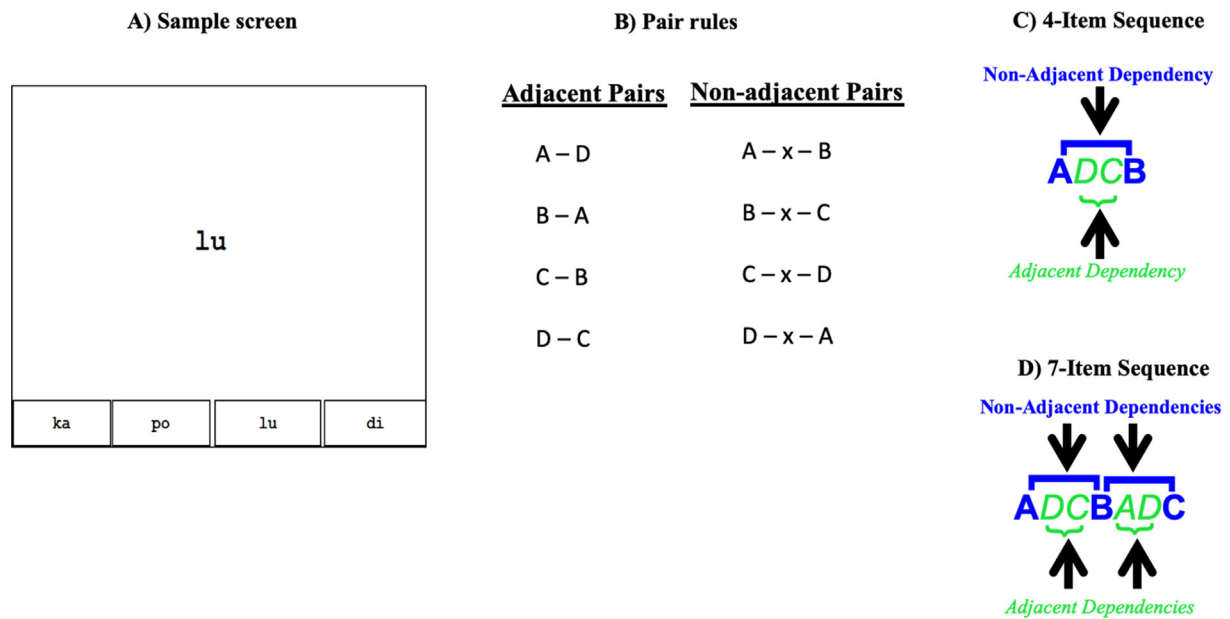 A) Sample screen
lu
ka
po
lu
di
B) Pair rules
Adjacent Pairs
Non-adjacent Pairs
A – D
A – x – B
B – A
B – x – C
C – B
C – x – D
D – C
D – x – A
C) 4-Item Sequence
Non-Adjacent Dependency
ADCB
Adjacent Dependency
D) 7-Item Sequence
Non-Adjacent Dependencies
ADCBADC
Adjacent Dependencies